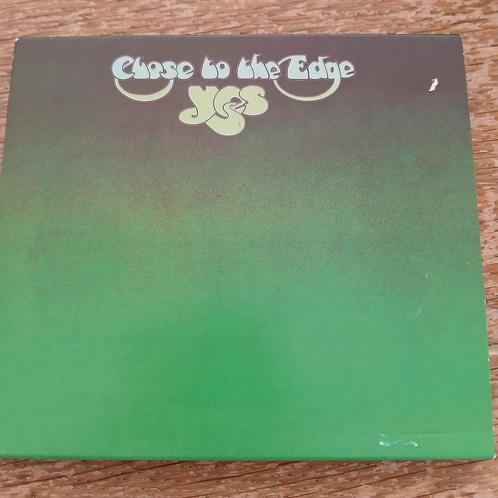 Close to the Edge
Yes